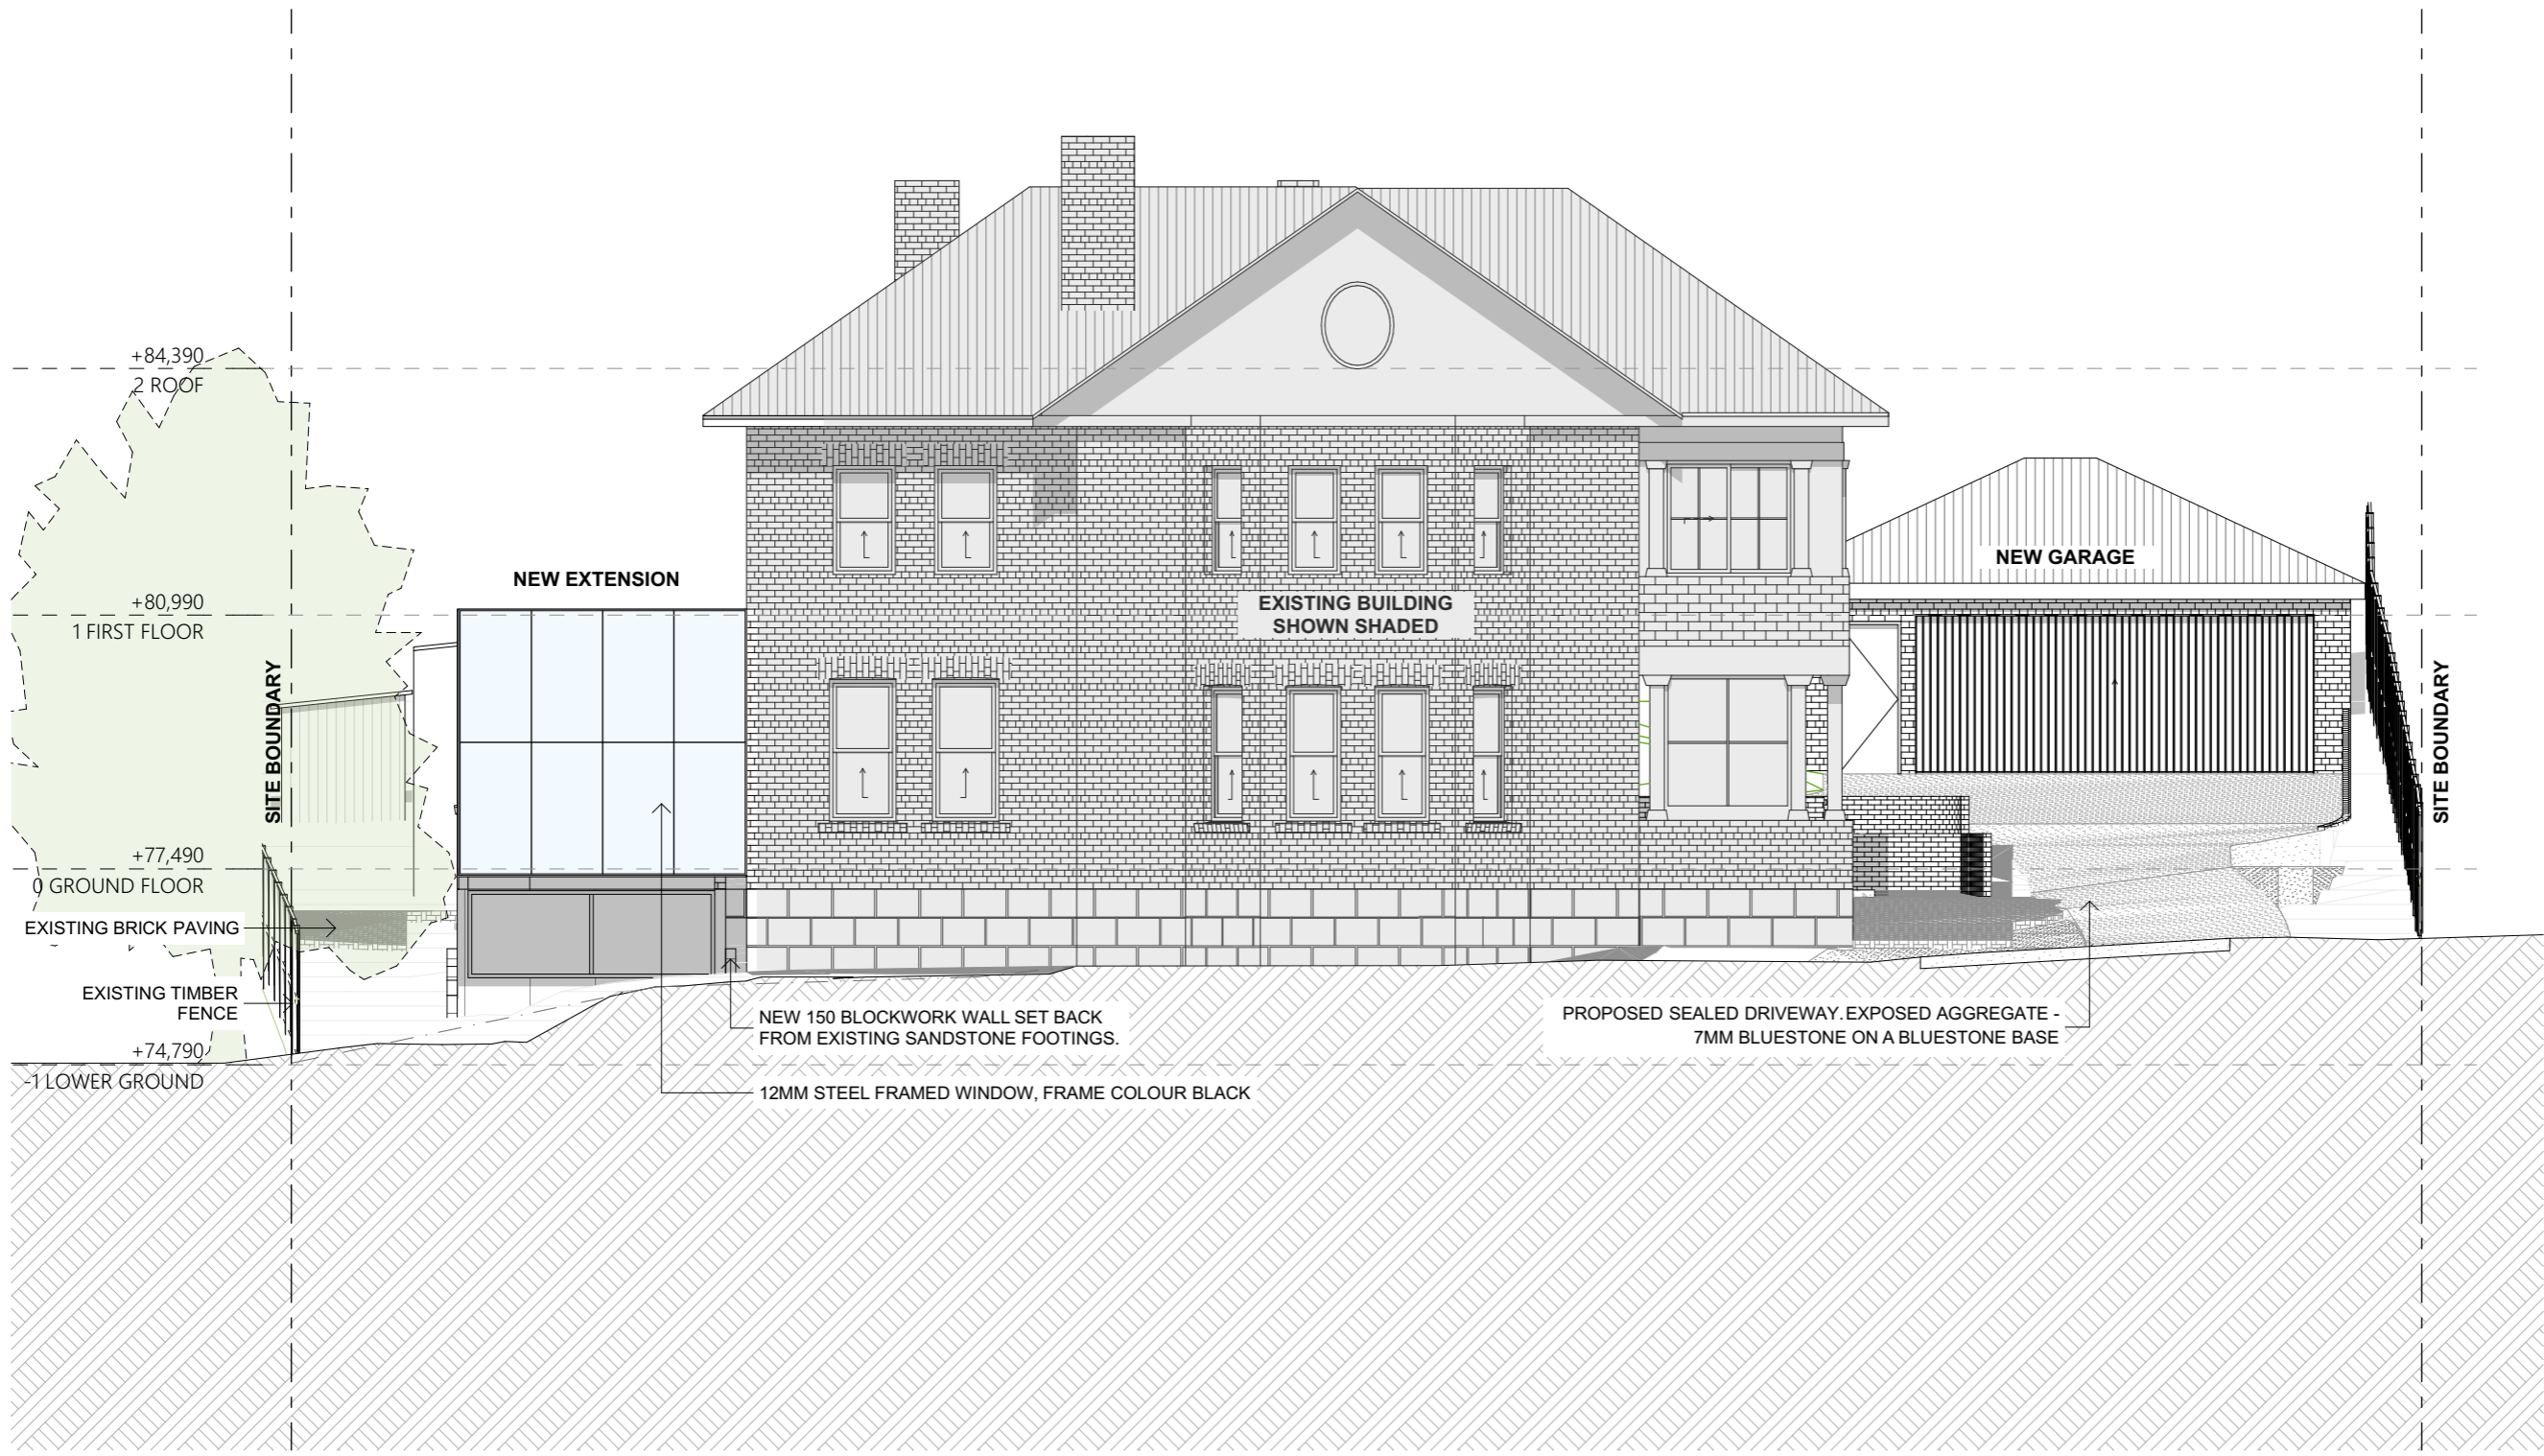 +84,390
2 ROOF
NEW EXTENSION
NEW GARAGE
+80,990
1 FIRST FLOOR
EXISTING BUILDING
SHOWN SHADED
SITE BOUNDARY
SITE BOUNDARY
+77,490
0 GROUND FLOOR
EXISTING BRICK PAVING
EXISTING TIMBER
FENCE
NEW 150 BLOCKWORK WALL SET BACK
FROM EXISTING SANDSTONE FOOTINGS.
PROPOSED SEALED DRIVEWAY. EXPOSED AGGREGATE -
7MM BLUESTONE ON A BLUESTONE BASE
+74,790
-1 LOWER GROUND
12MM STEEL FRAMED WINDOW, FRAME COLOUR BLACK